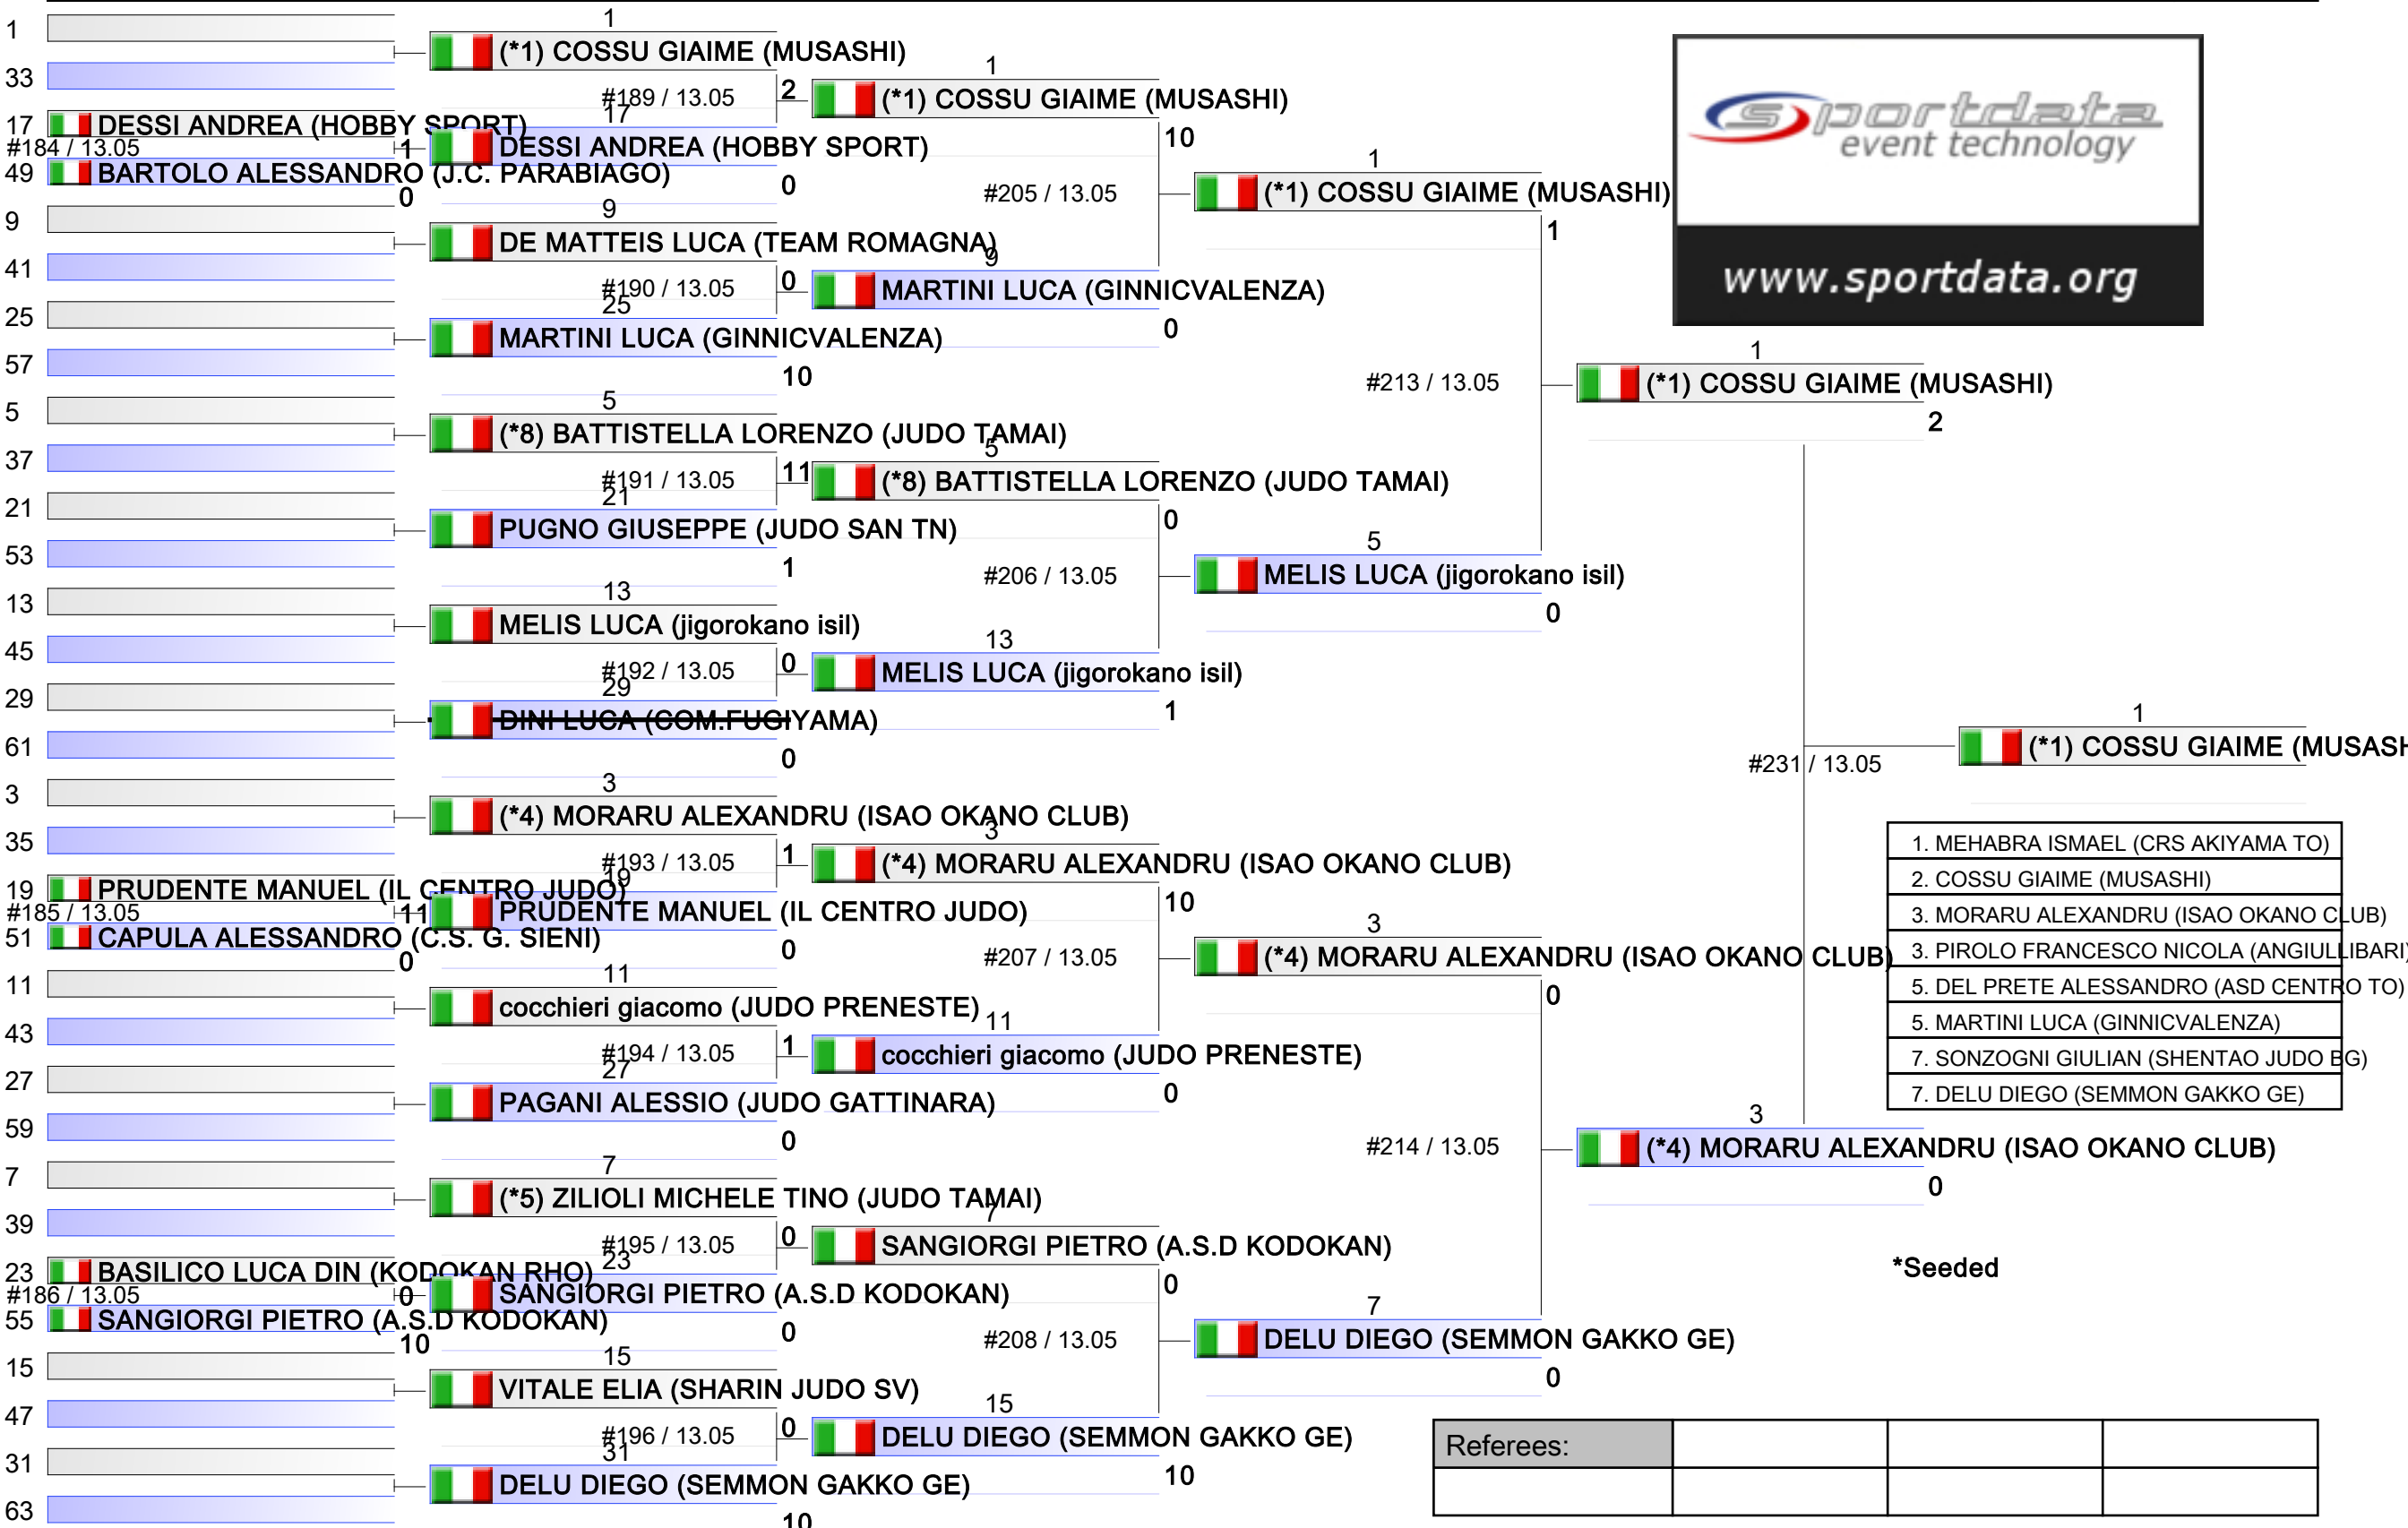 1
1
(*1) COSSU GIAIME (MUSASHI)
33
#189 / 13.05
2
1
(*1) COSSU GIAIME (MUSASHI)
17
DESSI ANDREA (HOBBY SPORT)
17
#184 / 13.05
1
DESSI ANDREA (HOBBY SPORT)
10
49
BARTOLO ALESSANDRO (J.C. PARABIAGO)
0
0
#205 / 13.05
1
(*1) COSSU GIAIME (MUSASHI)
1
9
9
DE MATTEIS LUCA (TEAM ROMAGNA)
41
#190 / 13.05
0
9
MARTINI LUCA (GINNICVALENZA)
0
25
25
MARTINI LUCA (GINNICVALENZA)
10
57
#213 / 13.05
1
(*1) COSSU GIAIME (MUSASHI)
2
5
5
(*8) BATTISTELLA LORENZO (JUDO TAMAI)
37
#191 / 13.05
11
5
(*8) BATTISTELLA LORENZO (JUDO TAMAI)
0
21
21
PUGNO GIUSEPPE (JUDO SAN TN)
1
53
#206 / 13.05
5
MELIS LUCA (jigorokano isil)
0
13
13
MELIS LUCA (jigorokano isil)
45
#192 / 13.05
0
13
MELIS LUCA (jigorokano isil)
1
29
29
DINI LUCA (COM.FUGIYAMA)
0
61
#231 / 13.05
1
(*1) COSSU GIAIME (MUSASH
3
3
(*4) MORARU ALEXANDRU (ISAO OKANO CLUB)
35
#193 / 13.05
1
3
(*4) MORARU ALEXANDRU (ISAO OKANO CLUB)
10
19
PRUDENTE MANUEL (IL CENTRO JUDO)
19
#185 / 13.05
11
PRUDENTE MANUEL (IL CENTRO JUDO)
0
51
CAPULA ALESSANDRO (C.S. G. SIENI)
0
#207 / 13.05
3
(*4) MORARU ALEXANDRU (ISAO OKANO CLUB)
0
11
11
cocchieri giacomo (JUDO PRENESTE)
43
#194 / 13.05
1
11
cocchieri giacomo (JUDO PRENESTE)
0
27
27
PAGANI ALESSIO (JUDO GATTINARA)
0
59
#214 / 13.05
3
(*4) MORARU ALEXANDRU (ISAO OKANO CLUB)
0
7
7
(*5) ZILIOLI MICHELE TINO (JUDO TAMAI)
39
#195 / 13.05
0
7
SANGIORGI PIETRO (A.S.D KODOKAN)
0
23
BASILICO LUCA DIN (KODOKAN RHO)
23
#186 / 13.05
0
SANGIORGI PIETRO (A.S.D KODOKAN)
0
55
SANGIORGI PIETRO (A.S.D KODOKAN)
10
#208 / 13.05
7
DELU DIEGO (SEMMON GAKKO GE)
0
15
15
VITALE ELIA (SHARIN JUDO SV)
47
#196 / 13.05
0
15
DELU DIEGO (SEMMON GAKKO GE)
10
31
31
DELU DIEGO (SEMMON GAKKO GE)
10
63
sportdata
event technology
www.sportdata.org
1. MEHABRA ISMAEL (CRS AKIYAMA TO)
2. COSSU GIAIME (MUSASHI)
3. MORARU ALEXANDRU (ISAO OKANO CLUB)
3. PIROLO FRANCESCO NICOLA (ANGIULLIBARI)
5. DEL PRETE ALESSANDRO (ASD CENTRO TO)
5. MARTINI LUCA (GINNICVALENZA)
7. SONZOGNI GIULIAN (SHENTAO JUDO BG)
7. DELU DIEGO (SEMMON GAKKO GE)
*Seeded
Referees: